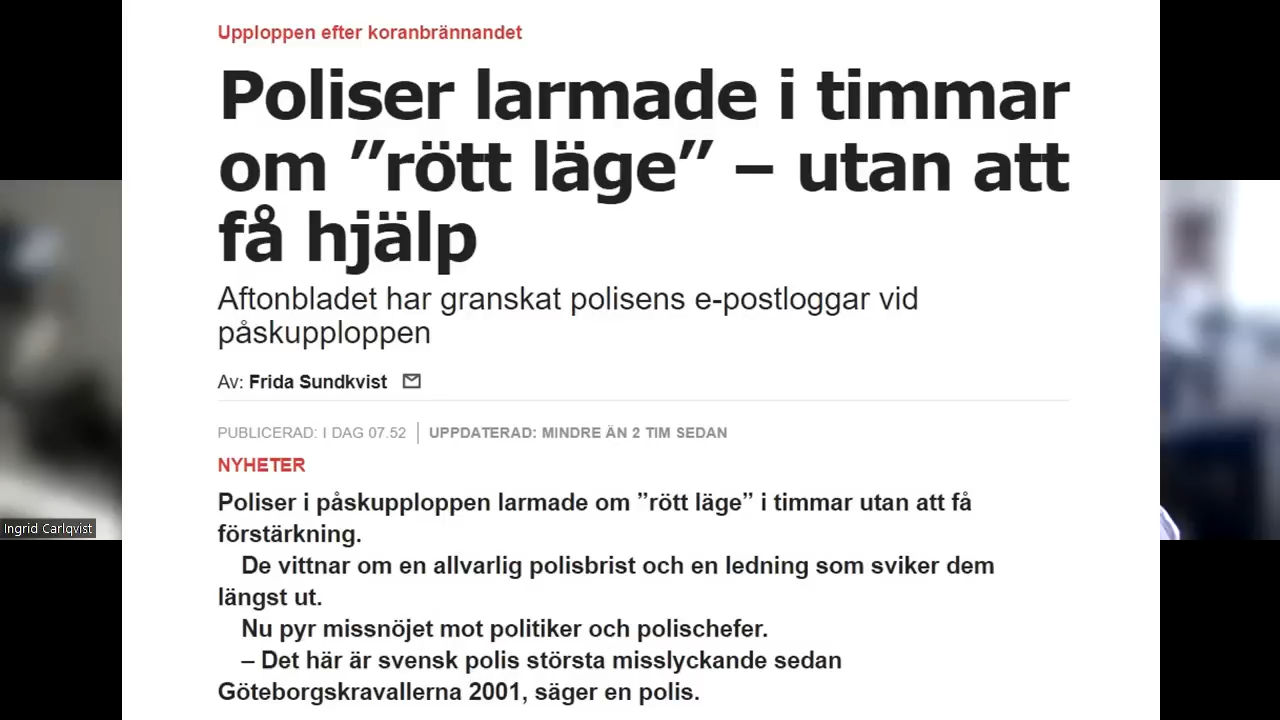 Upploppen efter koranbrännandet
Poliser larmade i timmar
om ”rött läge” – utan att
få hjälp
Aftonbladet har granskat polisens e-postloggar vid
påskupploppen
Av: Frida Sundkvist
PUBLICERAD: I DAG 07.52 | UPPDATERAD: MINDRE ÄN 2 TIM SEDAN
NYHETER
Poliser i påskupploppen larmade om ”rött läge” i timmar utan att få
förstärkning.
De vittnar om en allvarlig polisbrist och en ledning som sviker dem
längst ut.
Nu pyr missnöjet mot politiker och polischefer.
– Det här är svensk polis största misslyckande sedan
Göteborgskravallerna 2001, säger en polis.
Ingrid Carlqvist